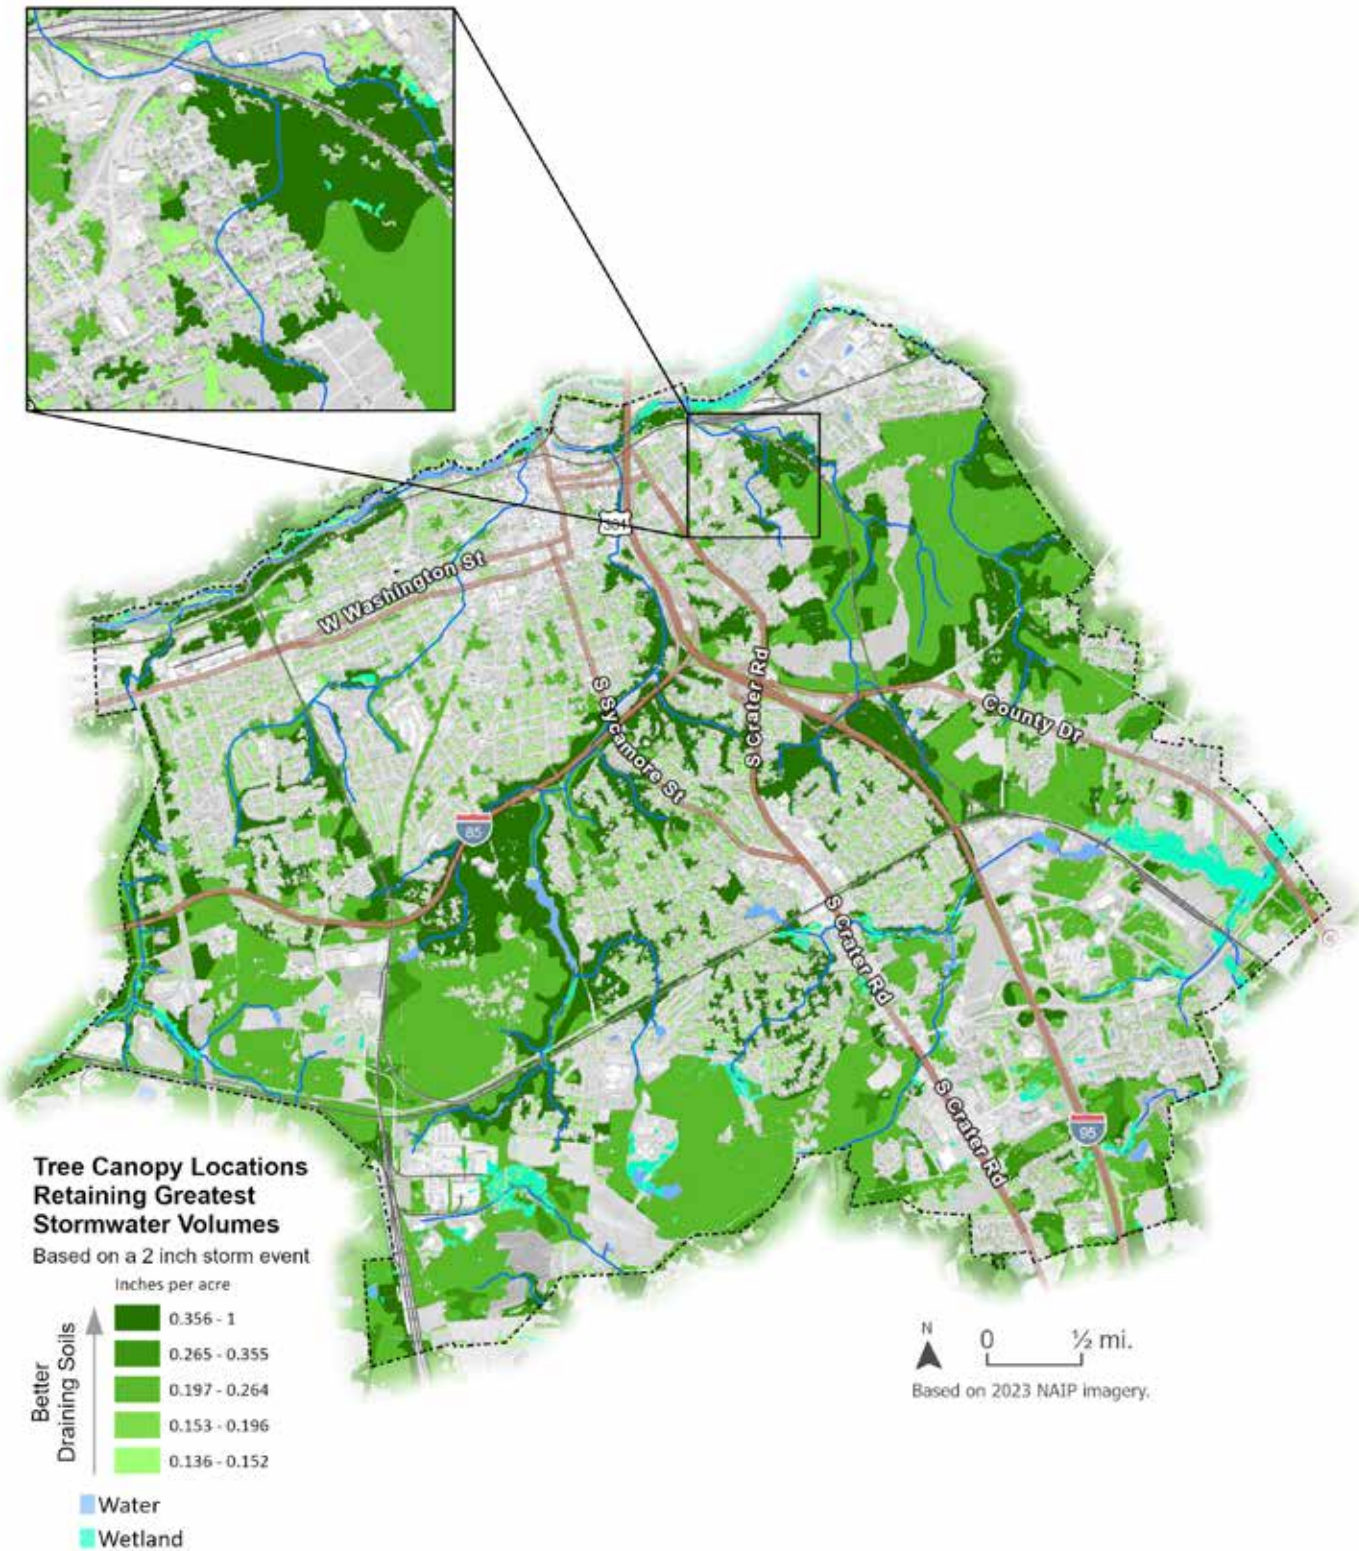 301
W Washington St
S Crater Rd
S Sycamore St
County Dr
85
S Crater Rd
S Crater Rd
95
Tree Canopy Locations
Retaining Greatest
Stormwater Volumes
Based on a 2 inch storm event
Inches per acre
Better
Draining Soils
0.356 - 1
0.265 - 0.355
0.197 - 0.264
0.153 - 0.196
0.136 - 0.152
Water
Wetland
N
0 ½ mi.
Based on 2023 NAIP imagery.